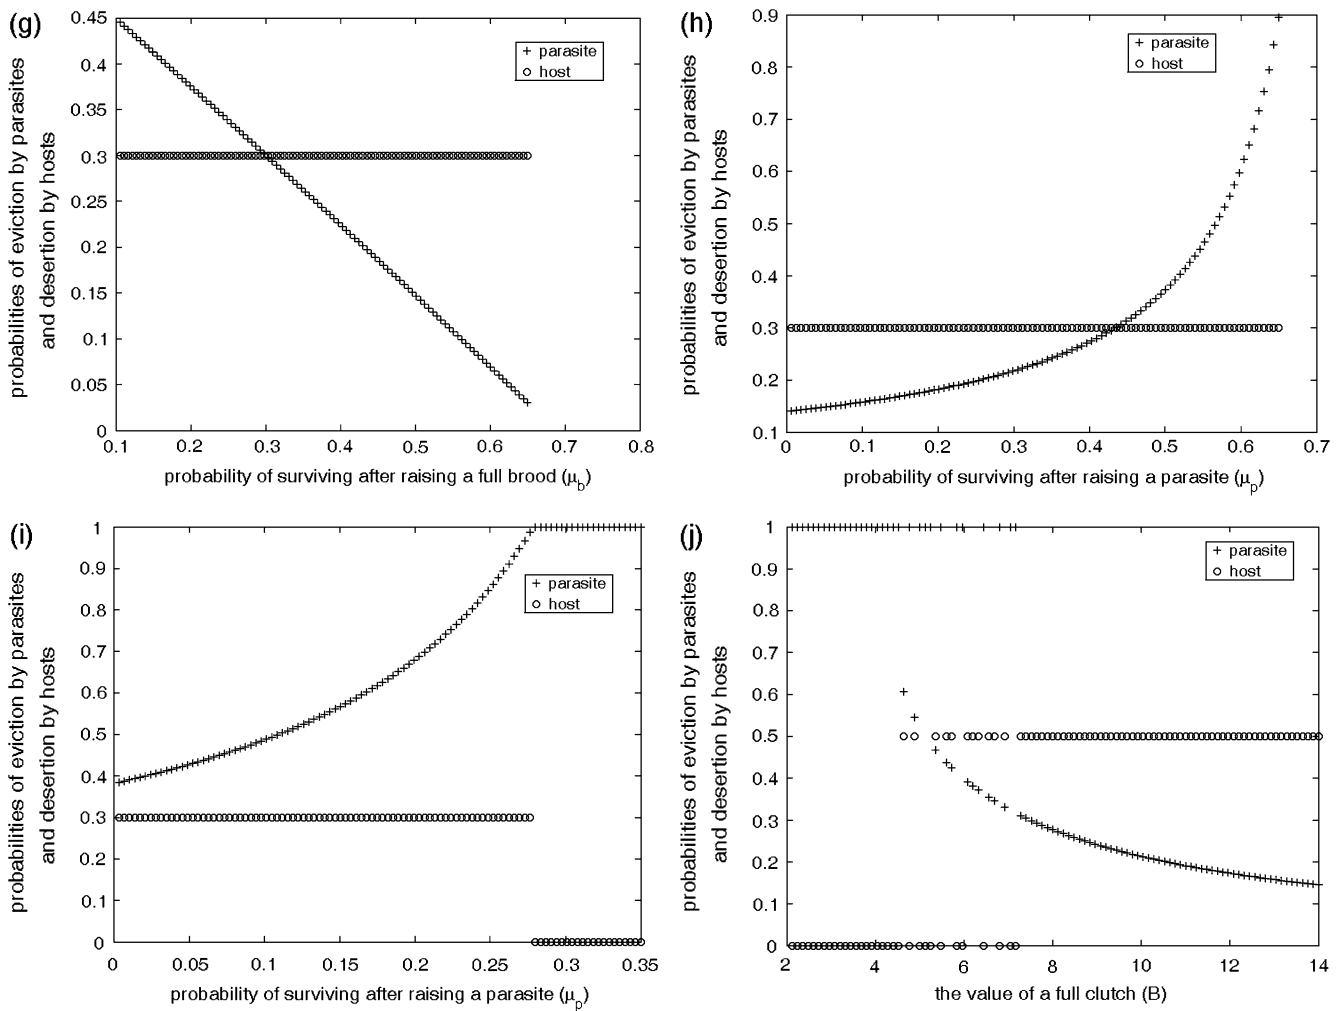 (g)
0.45
0.4
0.35
0.3
0.25
0.2
0.15
0.1
0.05
0
probabilities of eviction by parasites
and desertion by hosts
parasite
host
0.1 0.2 0.3 0.4 0.5 0.6 0.7 0.8
probability of surviving after raising a full brood (μb)
(h)
0.9
0.8
0.7
0.6
0.5
0.4
0.3
0.2
0.1
probabilities of eviction by parasites
and desertion by hosts
parasite
host
0 0.1 0.2 0.3 0.4 0.5 0.6 0.7
probability of surviving after raising a parasite (μp)
(i)
1
0.9
0.8
0.7
0.6
0.5
0.4
0.3
0.2
0.1
0
probabilities of eviction by parasites
and desertion by hosts
parasite
host
0 0.05 0.1 0.15 0.2 0.25 0.3 0.35
probability of surviving after raising a parasite (μp)
(j)
1
0.9
0.8
0.7
0.6
0.5
0.4
0.3
0.2
0.1
0
probabilities of eviction by parasites
and desertion by hosts
parasite
host
2 4 6 8 10 12 14
the value of a full clutch (B)